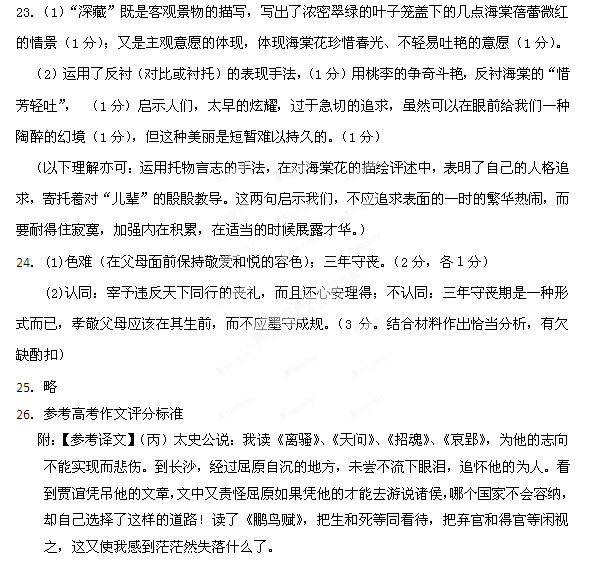 23. （1）“深藏”既是客观景物的描写，写出了浓密翠绿的叶子笼盖下的几点海棠蓓蕾微红
的情景（1 分）；又是主观意愿的体现，体现海棠花珍惜春光、不轻易吐艳的意愿（1 分）。
（2）运用了反衬（对比或衬托）的表现手法，（1 分）用桃李的争奇斗艳，反衬海棠的“惜
芳轻吐”， （1 分）启示人们，太早的炫耀，过于急切的追求，虽然可以在眼前给我们一种
陶醉的幻境（1 分），但这种美丽是短暂难以持久的。（1 分）
（以下理解亦可：运用托物言志的手法，在对海棠花的描绘评述中，表明了自己的人格追
求，寄托着对“儿辈”的殷殷教导。这两句启示我们，不应追求表面的一时的繁华热闹，而
要耐得住寂寞，加强内在积累，在适当的时候展露才华。）
24. (1)色难（在父母面前保持敬爱和悦的容色）；三年守丧。（2 分，各 1 分）
(2)认同：宰予违反天下同行的丧礼，而且还心安理得；不认同：三年守丧期是一种形
式而已，孝敬父母应该在其生前，而不应墨守成规。（3 分。结合材料作出恰当分析，有欠
缺酌扣）
25. 略
26. 参考高考作文评分标准
附：【参考译文】（丙）太史公说：我读《离骚》、《天问》、《招魂》、《哀郢》，为他的志向
不能实现而悲伤。到长沙，经过屈原自沉的地方，未尝不流下眼泪，追怀他的为人。看
到贾谊凭吊他的文章，文中又责怪屈原如果凭他的才能去游说诸侯，哪个国家不会容纳，
却自己选择了这样的道路！读了《鹏鸟赋》，把生和死等同看待，把弃官和得官等闲视
之，这又使我感到茫茫然失落什么了。